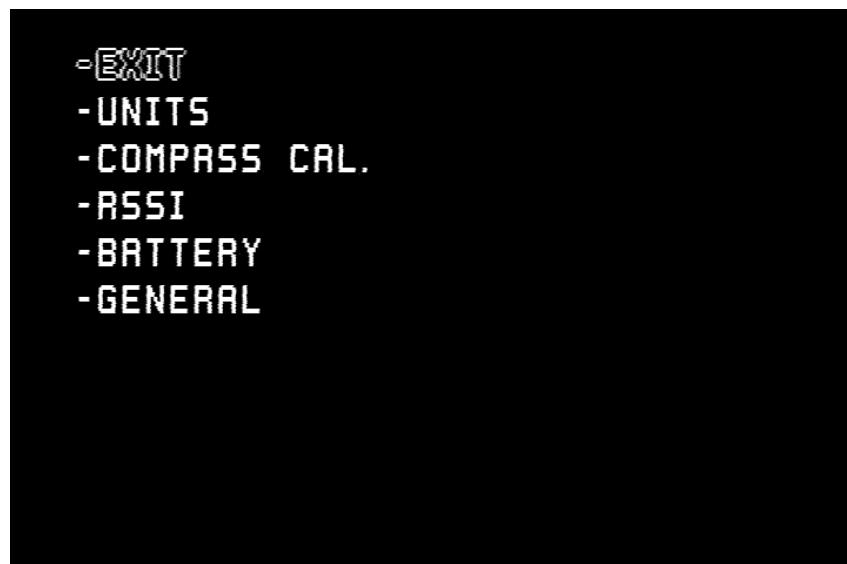 -EXIT
-UNITS
-COMPASS CAL.
-RSSI
-BATTERY
-GENERAL